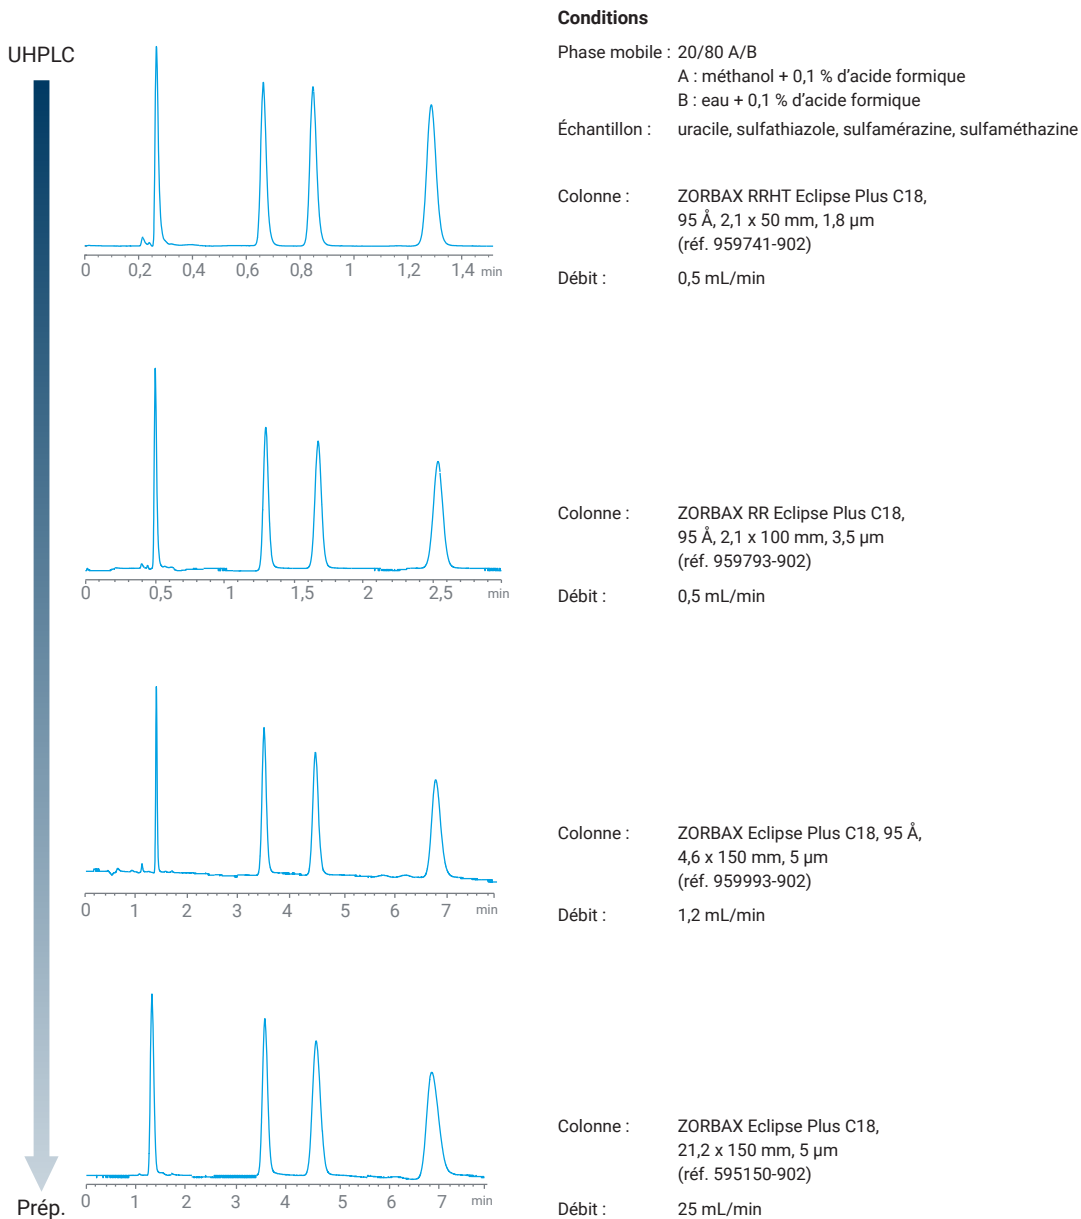 Conditions
UHPLC
Phase mobile : 20/80 A/B
A : méthanol + 0,1 % d'acide formique
B : eau + 0,1 % d'acide formique
Échantillon : uracile, sulfathiazole, sulfamérazine, sulfaméthazine
Colonne : ZORBAX RRHT Eclipse Plus C18,
95 Å, 2,1 x 50 mm, 1,8 µm
(réf. 959741-902)
Débit : 0,5 mL/min
0 0,2 0,4 0,6 0,8 1 1,2 1,4 min
Colonne : ZORBAX RR Eclipse Plus C18,
95 Å, 2,1 x 100 mm, 3,5 µm
(réf. 959793-902)
Débit : 0,5 mL/min
0 0,5 1 1,5 2 2,5 min
Colonne : ZORBAX Eclipse Plus C18, 95 Å,
4,6 x 150 mm, 5 µm
(réf. 959993-902)
Débit : 1,2 mL/min
0 1 2 3 4 5 6 7 min
Colonne : ZORBAX Eclipse Plus C18,
21,2 x 150 mm, 5 µm
(réf. 595150-902)
Débit : 25 mL/min
0 1 2 3 4 5 6 7 min
Prép.